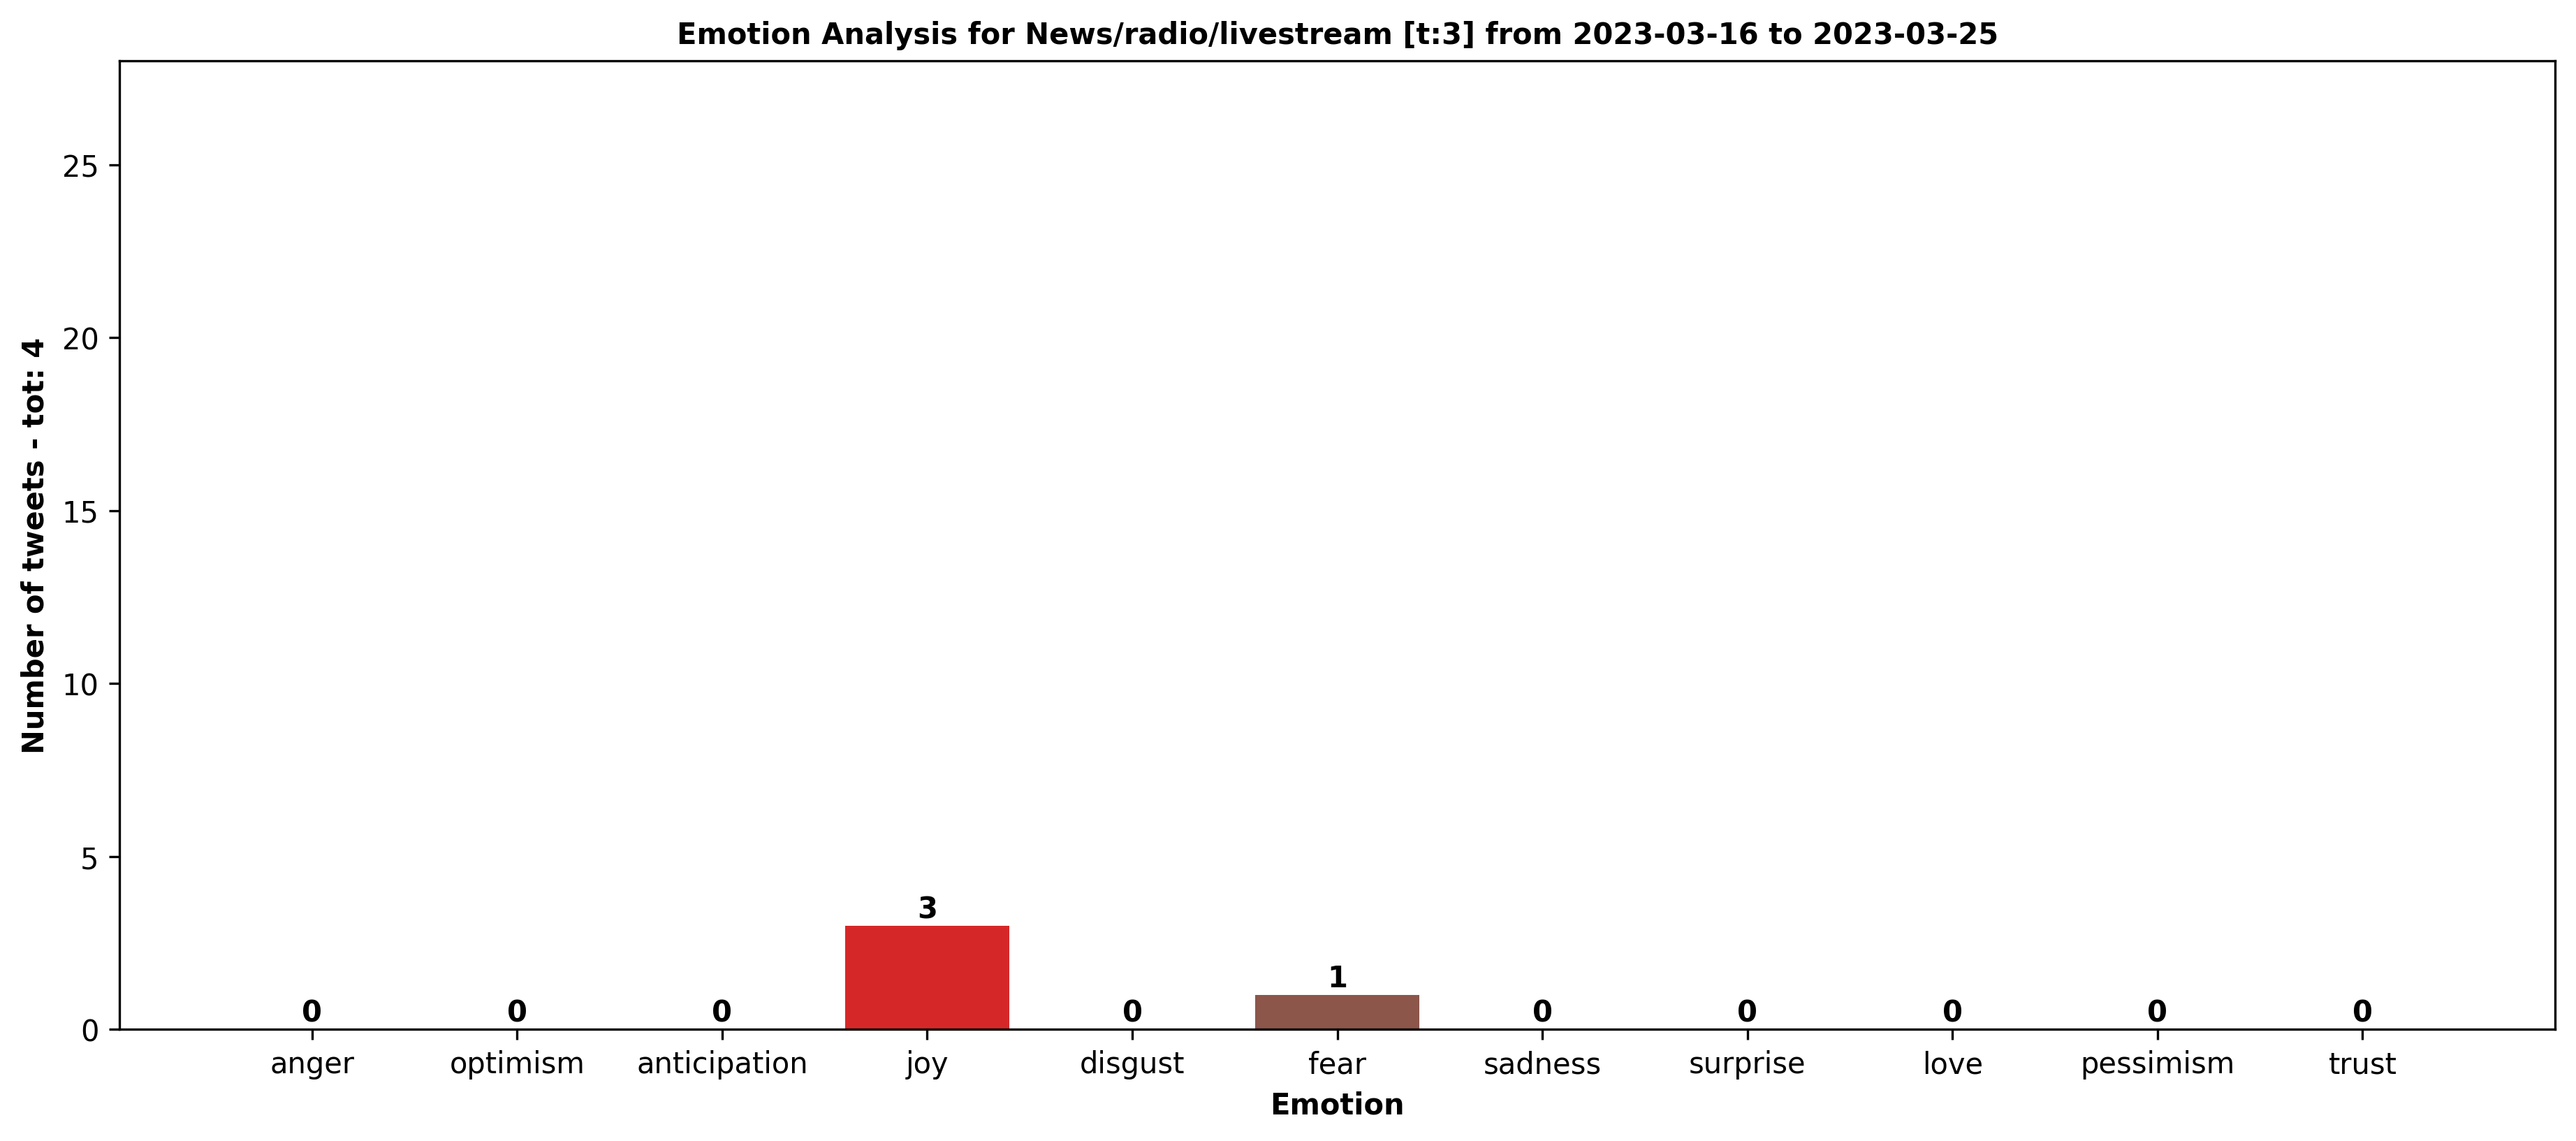 Emotion Analysis for News/radio/livestream [t:3] from 2023-03-16 to 2023-03-25
Number of tweets - tot: 4
25
20
15
10
5
0
0 0 0 3 0 1 0 0 0 0 0
anger optimism anticipation joy disgust fear sadness surprise love pessimism trust
Emotion